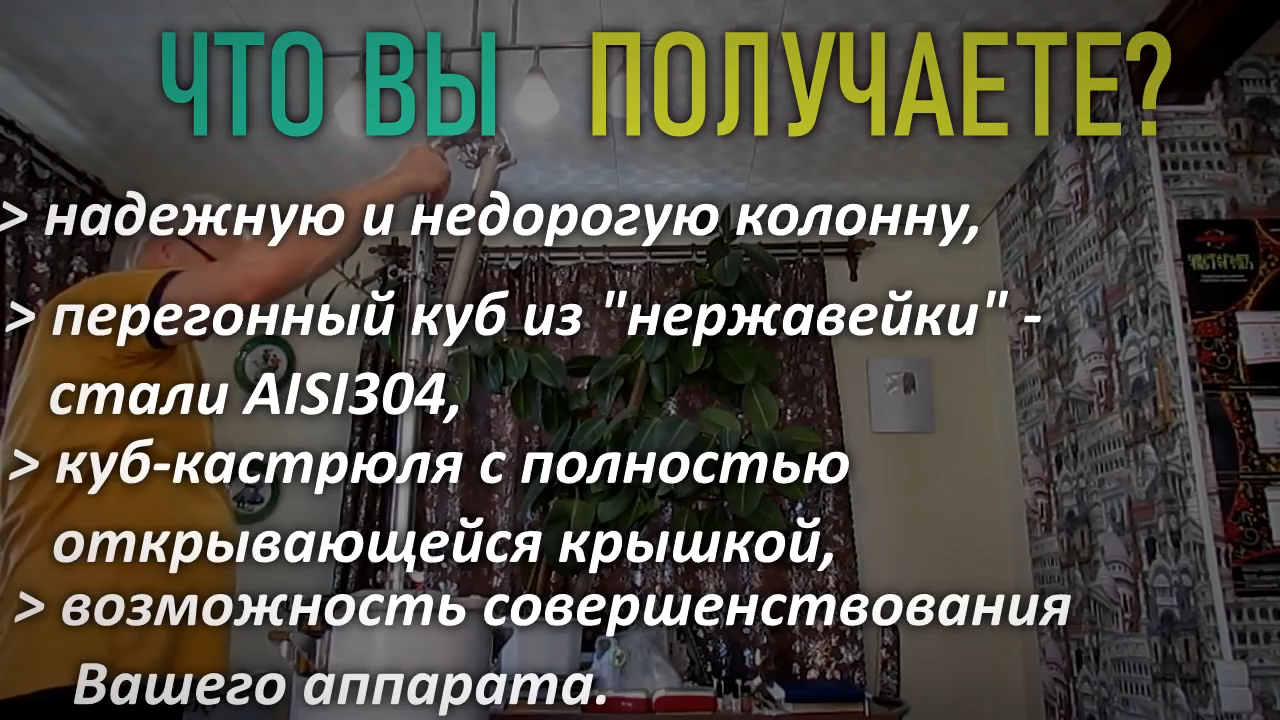 ЧТО ВЫ ПОЛУЧАЕТЕ?
> надежную и недорогую колонну,
> перегонный куб из "нержавейки" -
стали AISI304,
> куб-кастрюля с полностью
открывающейся крышкой,
> возможность совершенствования
Вашего аппарата.